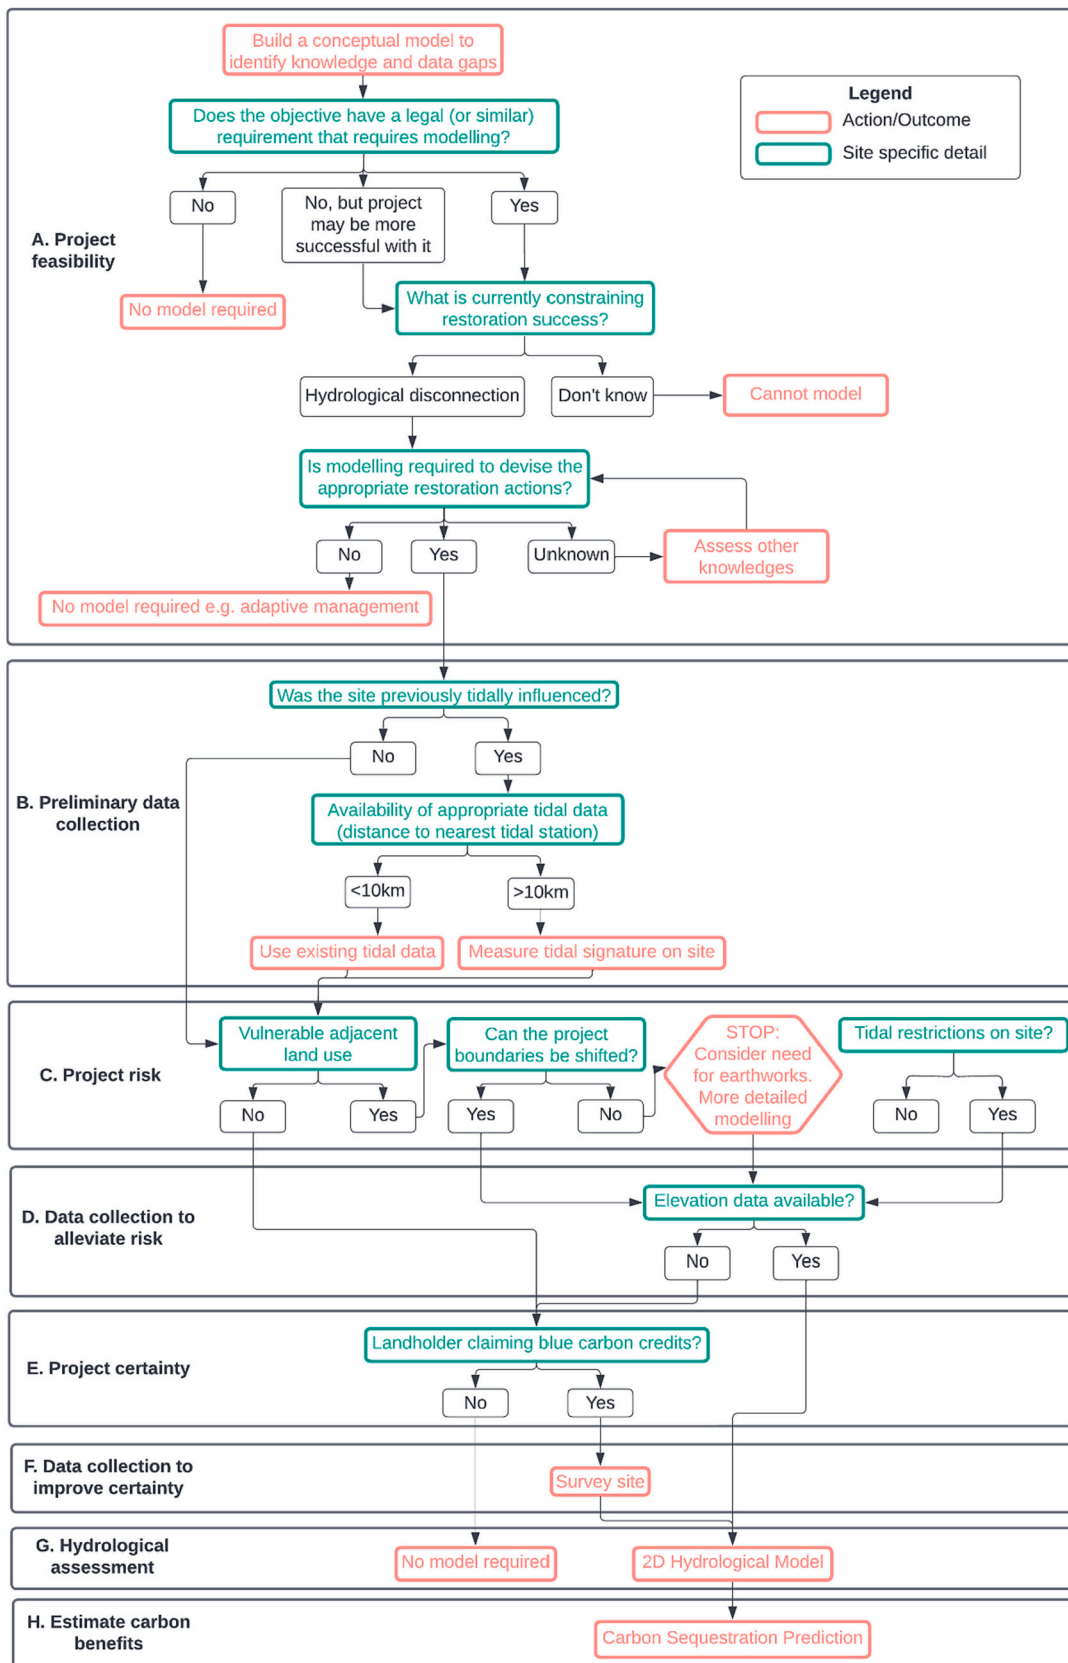 Build a conceptual model to
identify knowledge and data gaps
Legend
Action/Outcome
Site specific detail
Does the objective have a legal (or similar)
requirement that requires modelling?
No
No, but project
may be more
successful with it
Yes
A. Project
feasibility
No model required
What is currently constraining
restoration success?
Hydrological disconnection
Don't know
Cannot model
Is modelling required to devise the
appropriate restoration actions?
No
Yes
Unknown
Assess other
knowledges
No model required e.g. adaptive management
Was the site previously tidally influenced?
No
Yes
B. Preliminary data
collection
Availability of appropriate tidal data
(distance to nearest tidal station)
<10km
>10km
Use existing tidal data
Measure tidal signature on site
C. Project risk
Vulnerable adjacent
land use
No
Yes
Can the project
boundaries be shifted?
Yes
No
STOP:
Consider need
for earthworks.
More detailed
modelling
Tidal restrictions on site?
No
Yes
D. Data collection to
alleviate risk
Elevation data available?
No
Yes
E. Project certainty
Landholder claiming blue carbon credits?
No
Yes
F. Data collection to
improve certainty
Survey site
G. Hydrological
assessment
No model required
2D Hydrological Model
H. Estimate carbon
benefits
Carbon Sequestration Prediction